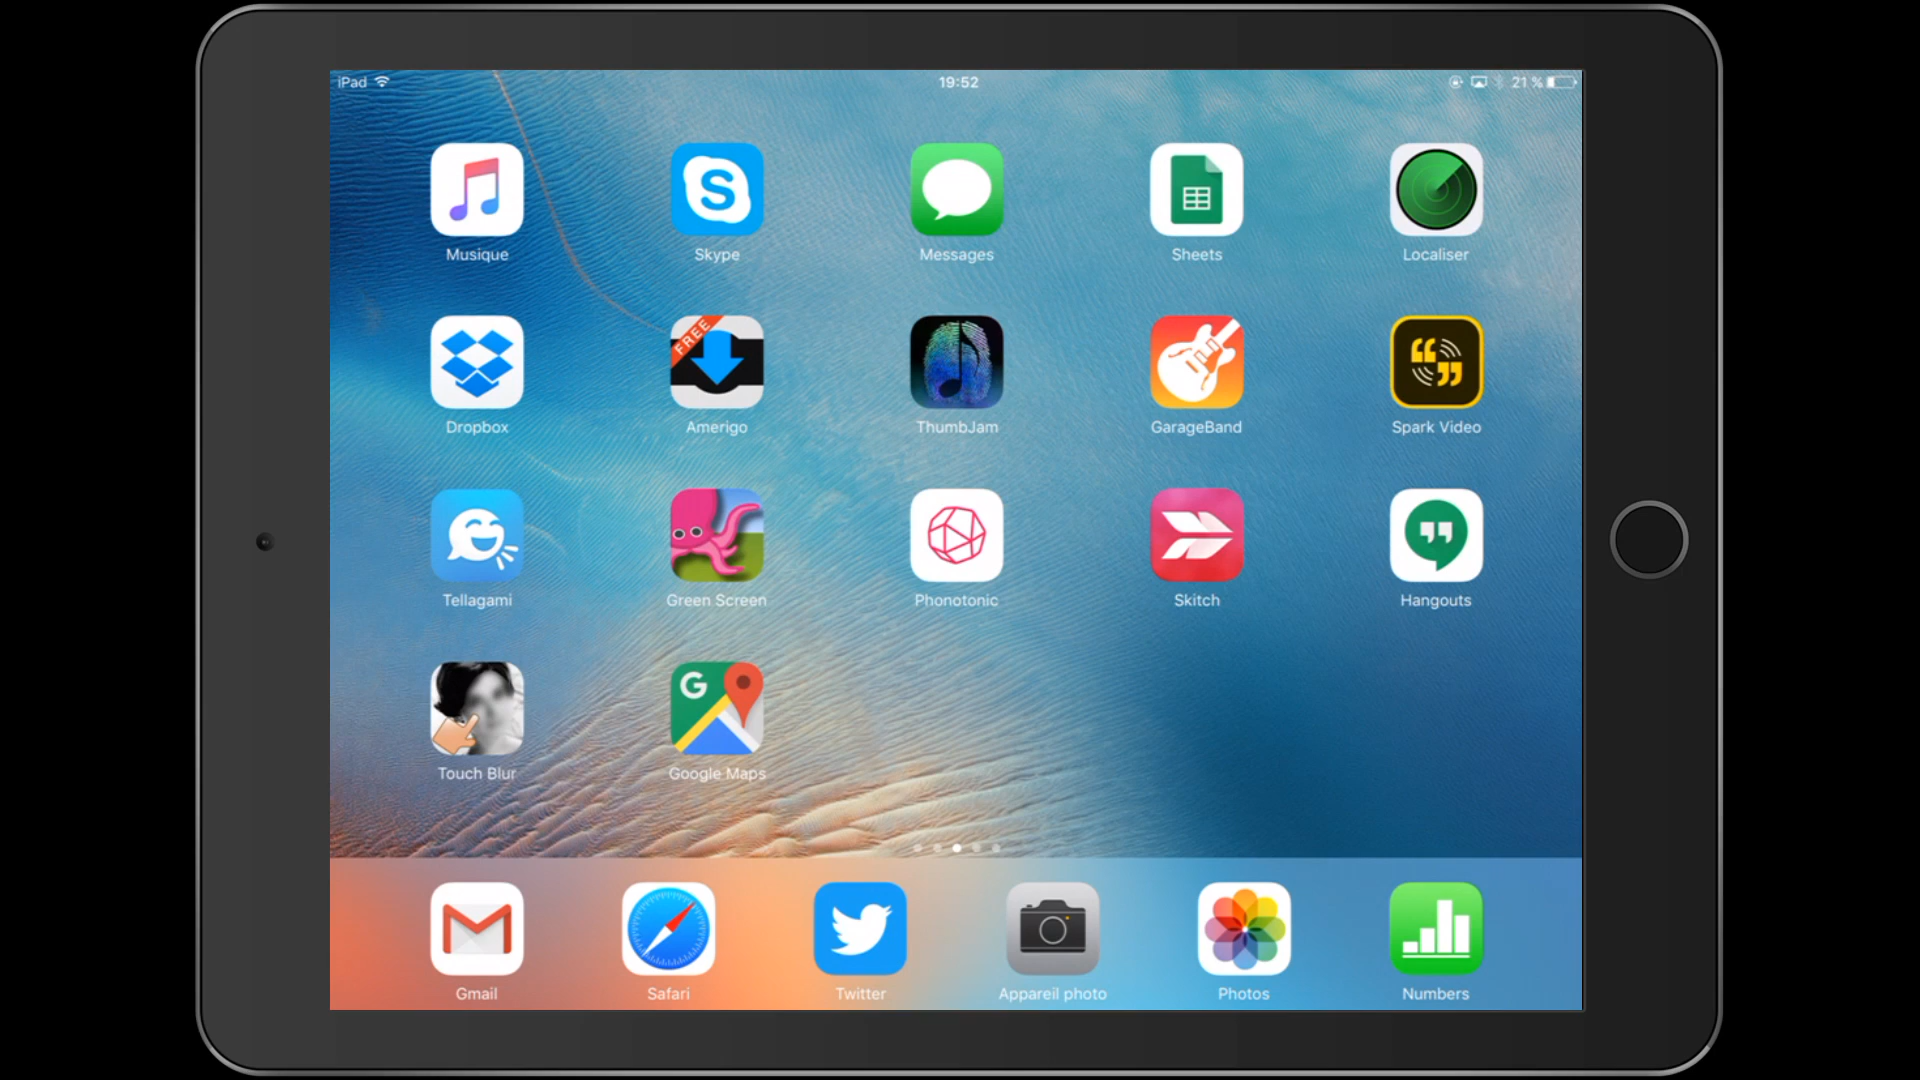 iPad 19:52 21 %
Musique Skype Messages Sheets Localiser
FREE
Dropbox Amerigo ThumbJam GarageBand Spark Video
Tellagami Green Screen Phonotonic Skitch Hangouts
G
Touch Blur Google Maps
Gmail Safari Twitter Appareil photo Photos Numbers